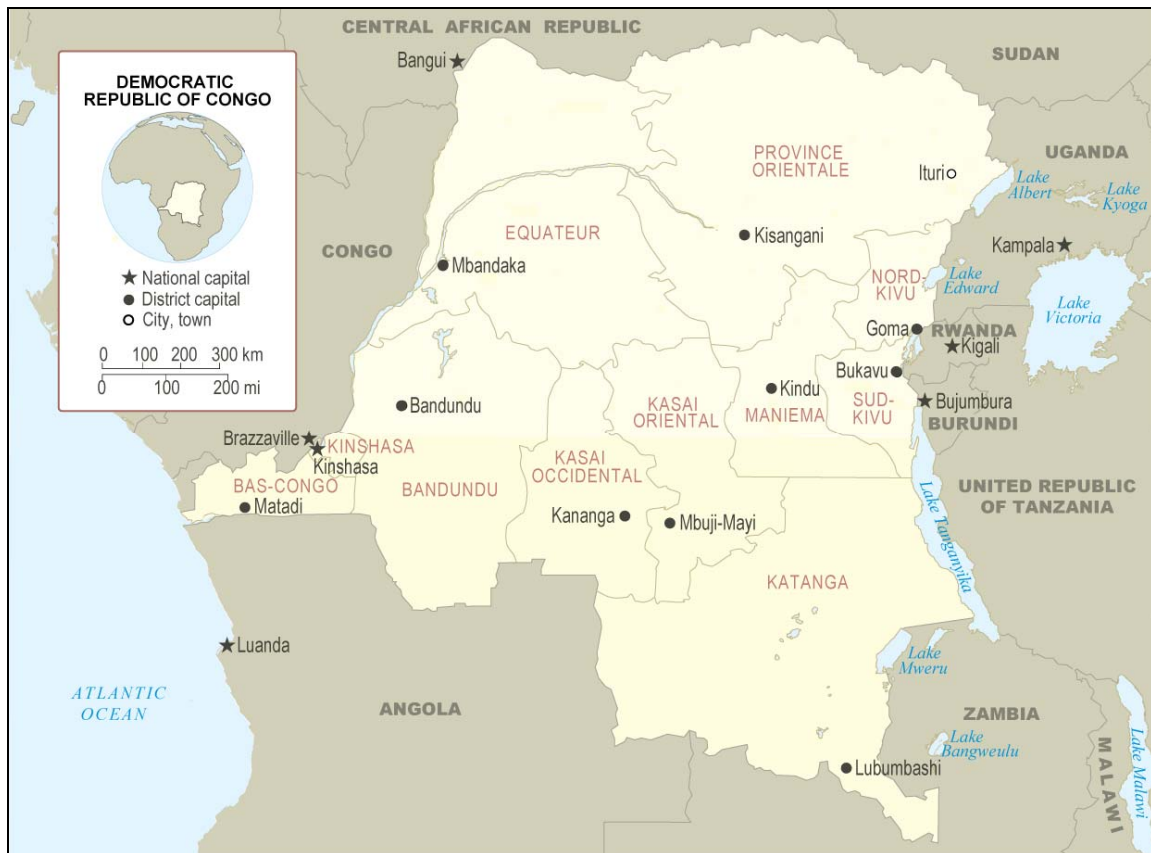 CENTRAL AFRICAN REPUBLIC
Bangui
SUDAN
DEMOCRATIC
REPUBLIC OF CONGO
National capital
District capital
City, town
0 100 200 300 km
0 100 200 mi
PROVINCE
ORIENTALE
Ituri
UGANDA
Lake
Albert
Lake
Kyoga
CONGO
EQUATEUR
Kisangani
Kampala
Mbandaka
NORD-
KIVU
Lake
Edward
Lake
Victoria
Goma
RWANDA
Kigali
Bukavu
Bandundu
KASAI
ORIENTAL
Kindu
MANIEMA
SUD-
KIVU
Bujumbura
BURUNDI
Brazzaville
KINSHASA
Kinshasa
KASAI
OCCIDENTAL
BAS-CONGO
BANDUNDU
Matadi
Kananga
Mbuji-Mayi
Lake Tanganyika
UNITED REPUBLIC
OF TANZANIA
KATANGA
Luanda
Lake
Mweru
ATLANTIC
OCEAN
ANGOLA
ZAMBIA
Lake
Bangweulu
Lubumbashi
MALAWI
Lake Malawi